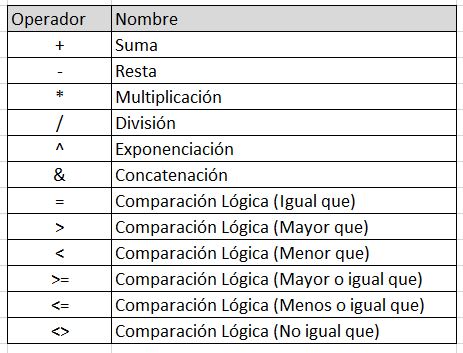 Operador Nombre
+ Suma
- Resta
* Multiplicación
/ División
^ Exponenciación
& Concatenación
= Comparación Lógica (Igual que)
> Comparación Lógica (Mayor que)
< Comparación Lógica (Menor que)
>= Comparación Lógica (Mayor o igual que)
<= Comparación Lógica (Menos o igual que)
<> Comparación Lógica (No igual que)